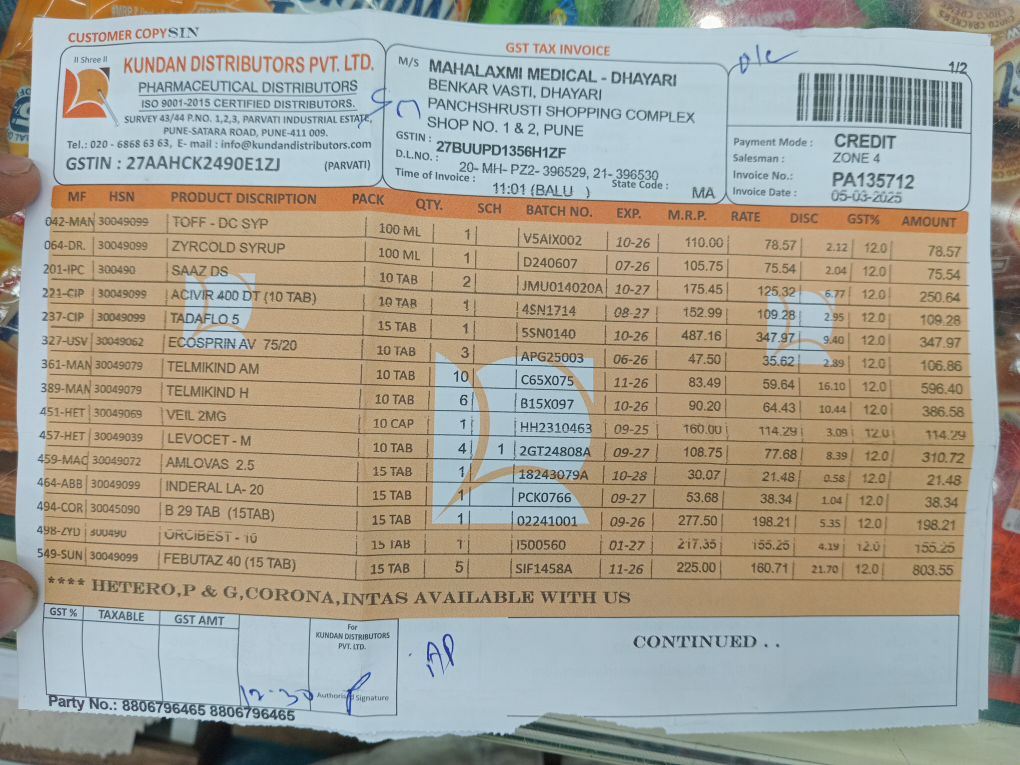 CUSTOMER COPY SIN
GST TAX INVOICE
II Shree II
KUNDAN DISTRIBUTORS PVT. LTD.
PHARMACEUTICAL DISTRIBUTORS
ISO 9001-2015 CERTIFIED DISTRIBUTORS.
SURVEY 43/44 P.NO. 1,2,3, PARVATI INDUSTRIAL ESTATE,
PUNE-SATARA ROAD, PUNE-411 009.
Tel.: 020 - 6868 63 63, E- mail : info@kundandistributors.com
GSTIN : 27AAHCK2490E1ZJ (PARVATI)
M/S MAHALAXMI MEDICAL - DHAYARI
BENKAR VASTI, DHAYARI
PANCHSHRUSTI SHOPPING COMPLEX
SHOP NO. 1 & 2, PUNE
GSTIN : 27BUUPD1356H1ZF
D.L.NO. : 20- MH- PZ2- 396529, 21- 396530
Time of Invoice : 11:01 (BALU ) State Code : MA
1/2
Payment Mode : CREDIT
Salesman : ZONE 4
Invoice No.: PA135712
Invoice Date : 05-03-2025
MF HSN PRODUCT DISCRIPTION PACK QTY. SCH BATCH NO. EXP. M.R.P. RATE DISC GST% AMOUNT
042-MAN 30049099 TOFF - DC SYP 100 ML 1 V5AIX002 10-26 110.00 78.57 2.12 12.0 78.57
064-DR. 30049099 ZYRCOLD SYRUP 100 ML 1 D240607 07-26 105.75 75.54 2.04 12.0 75.54
201-IPC 300490 SAAZ DS 10 TAB 2 JMU014020A 10-27 175.45 125.32 6.77 12.0 250.64
221-CIP 30049099 ACIVIR 400 DT (10 TAB) 10 TAB 1 4SN1714 08-27 152.99 109.28 2.95 12.0 109.28
237-CIP 30049099 TADAFLO 5 15 TAB 1 5SN0140 10-26 487.16 347.97 9.40 12.0 347.97
327-USV 30049062 ECOSPRIN AV 75/20 10 TAB 3 APG25003 06-26 47.50 35.62 2.89 12.0 106.86
361-MAN 30049079 TELMIKIND AM 10 TAB 10 C65X075 11-26 83.49 59.64 16.10 12.0 596.40
389-MAN 30049079 TELMIKIND H 10 TAB 6 B15X097 10-26 90.20 64.43 10.44 12.0 386.58
451-HET 30049069 VEIL 2MG 10 CAP 1 HH2310463 09-25 160.00 114.29 3.09 12.0 114.29
457-HET 30049039 LEVOCET - M 10 TAB 4 1 2GT24808A 09-27 108.75 77.68 8.39 12.0 310.72
459-MAC 30049072 AMLOVAS 2.5 15 TAB 1 18243079A 10-28 30.07 21.48 0.58 12.0 21.48
464-ABB 30049099 INDERAL LA- 20 15 TAB 1 PCK0766 09-27 53.68 38.34 1.04 12.0 38.34
494-COR 30045090 B 29 TAB (15TAB) 15 TAB 1 02241001 09-26 277.50 198.21 5.35 12.0 198.21
498-ZYD 300490 ORCIBEST - 10 15 TAB 1 I500560 01-27 217.35 155.25 4.19 12.0 155.25
549-SUN 30049099 FEBUTAZ 40 (15 TAB) 15 TAB 5 SIF1458A 11-26 225.00 160.71 21.70 12.0 803.55
**** HETERO,P & G,CORONA,INTAS AVAILABLE WITH US
GST % TAXABLE GST AMT
For
KUNDAN DISTRIBUTORS
PVT. LTD.
CONTINUED . .
AP
12-30
Authorised Signature
Party No.: 8806796465 8806796465